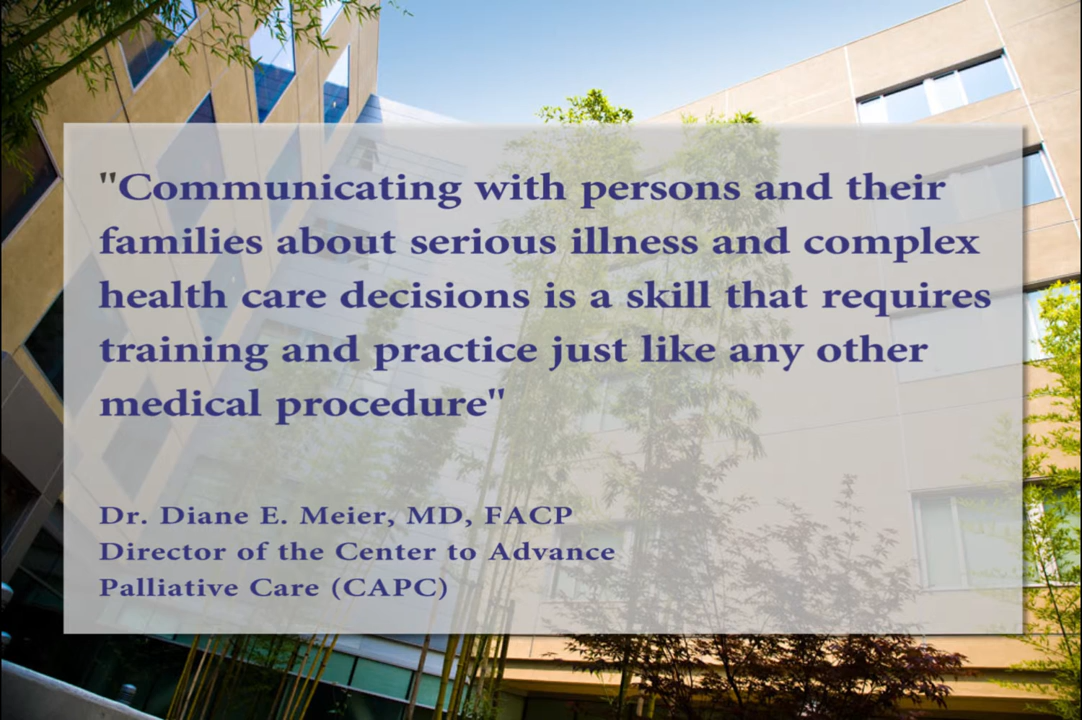 "Communicating with persons and their
families about serious illness and complex
health care decisions is a skill that requires
training and practice just like any other
medical procedure"
Dr. Diane E. Meier, MD, FACP
Director of the Center to Advance
Palliative Care (CAPC)